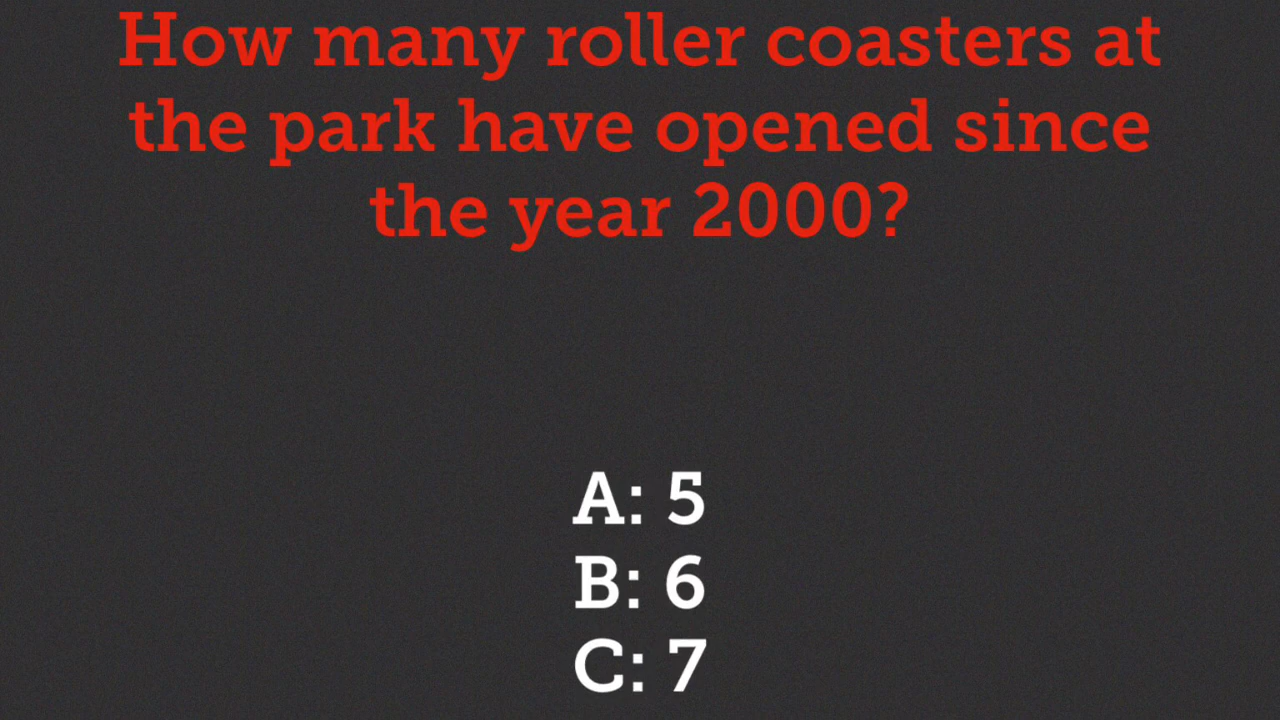 How many roller coasters at
the park have opened since
the year 2000?
A: 5
B: 6
C: 7